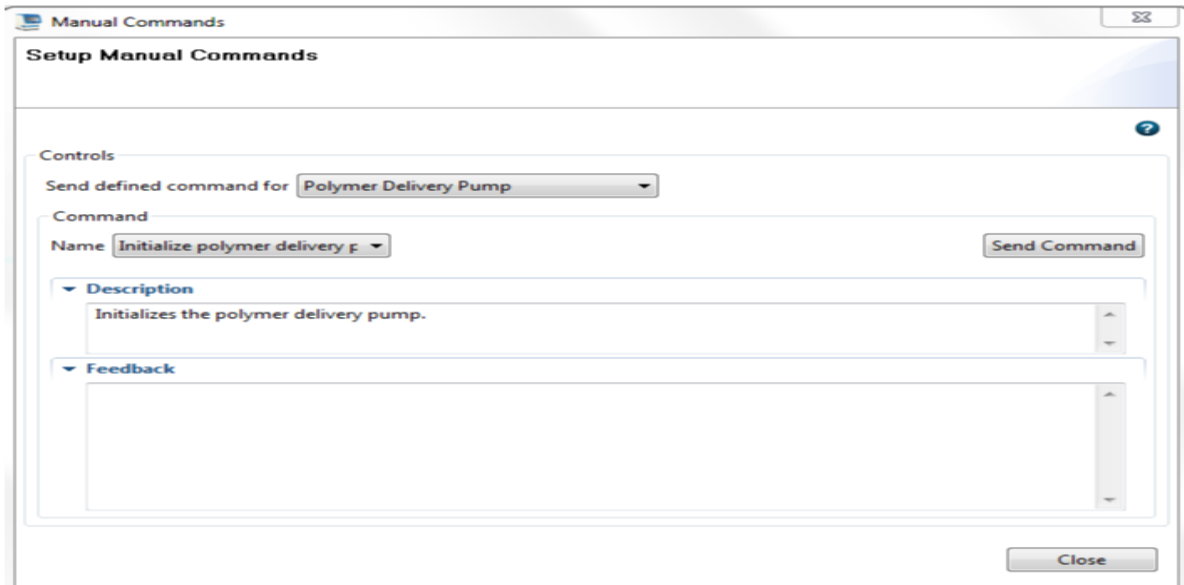 Manual Commands
Setup Manual Commands
Controls
Send defined command for Polymer Delivery Pump
Command
Name Initialize polymer delivery p Send Command
Description
Initializes the polymer delivery pump.
Feedback
Close